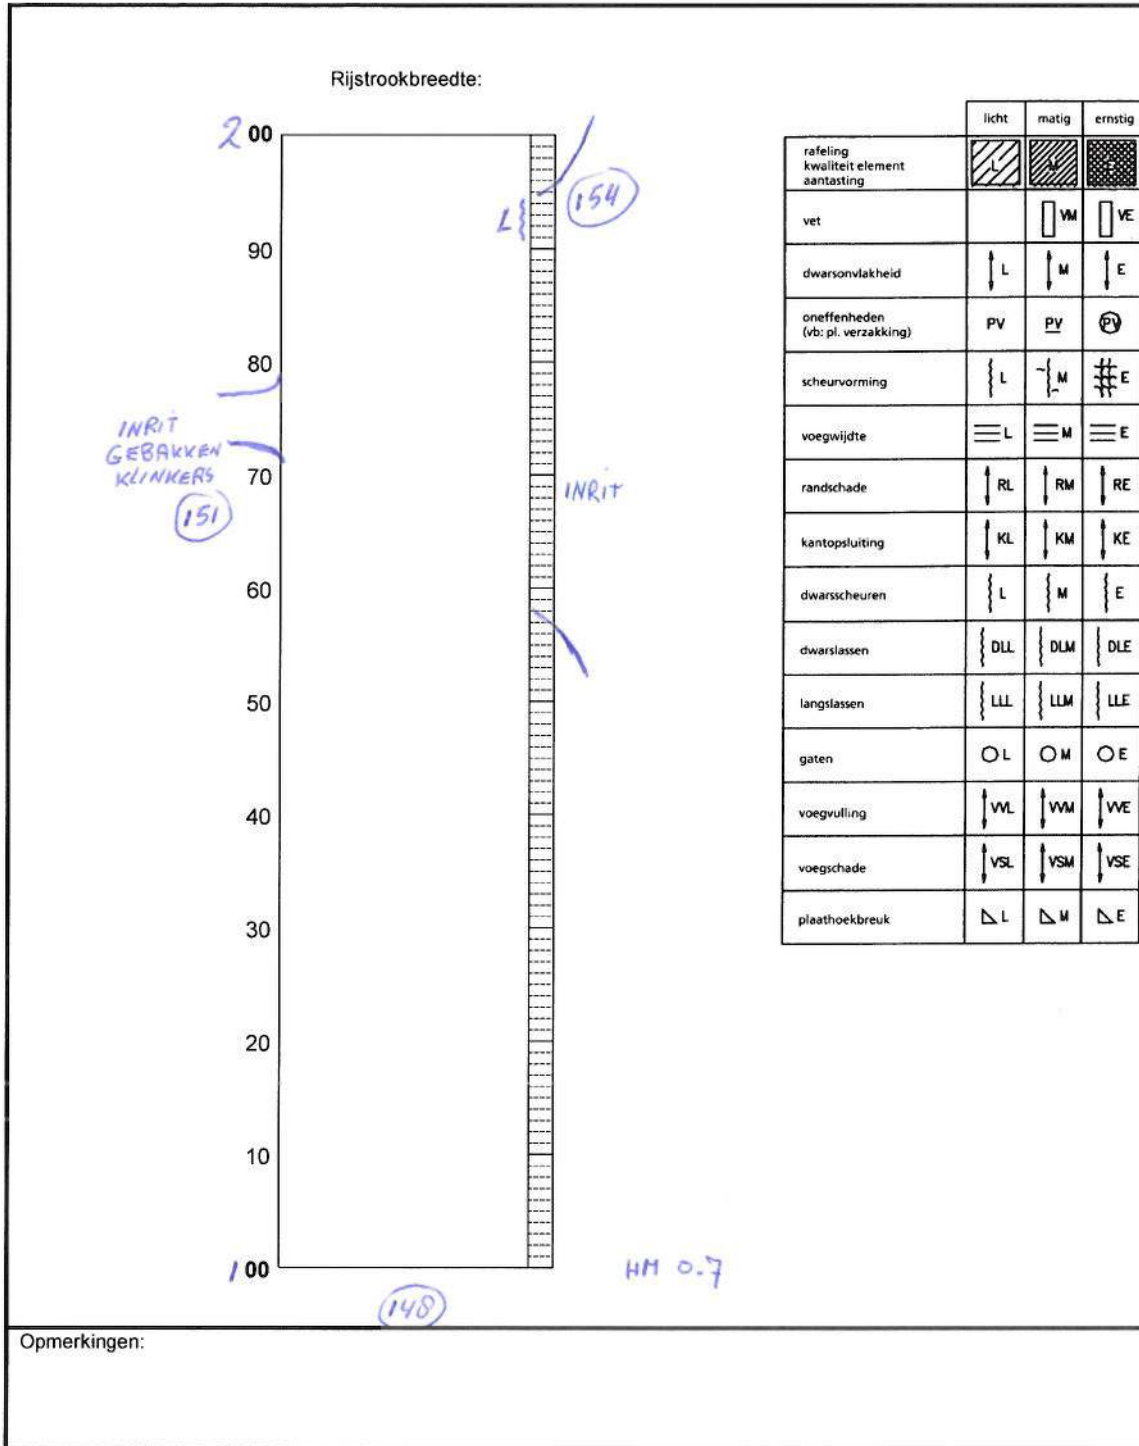 Rijstrookbreedte:
2 00
L
154
90
80
INRIT
GEBAKKEN
KLINKERS
151
70
INRIT
60
50
40
30
20
10
1 00
HM 0.7
148
licht matig ernstig
rafeling
kwaliteit element
aantasting
L M E
vet
VM VE
dwarsonvlakheid L M E
oneffenheden
(vb: pl. verzakking)
PV PV PV
scheurvorming L M E
voegwijdte L M E
randschade RL RM RE
kantopsluiting KL KM KE
dwarsscheuren L M E
dwarslassen DLL DLM DLE
langslassen LLL LLM LLE
gaten L M E
voegvulling VVL VVM VVE
voegschade VSL VSM VSE
plaathoekbreuk L M E
Opmerkingen: